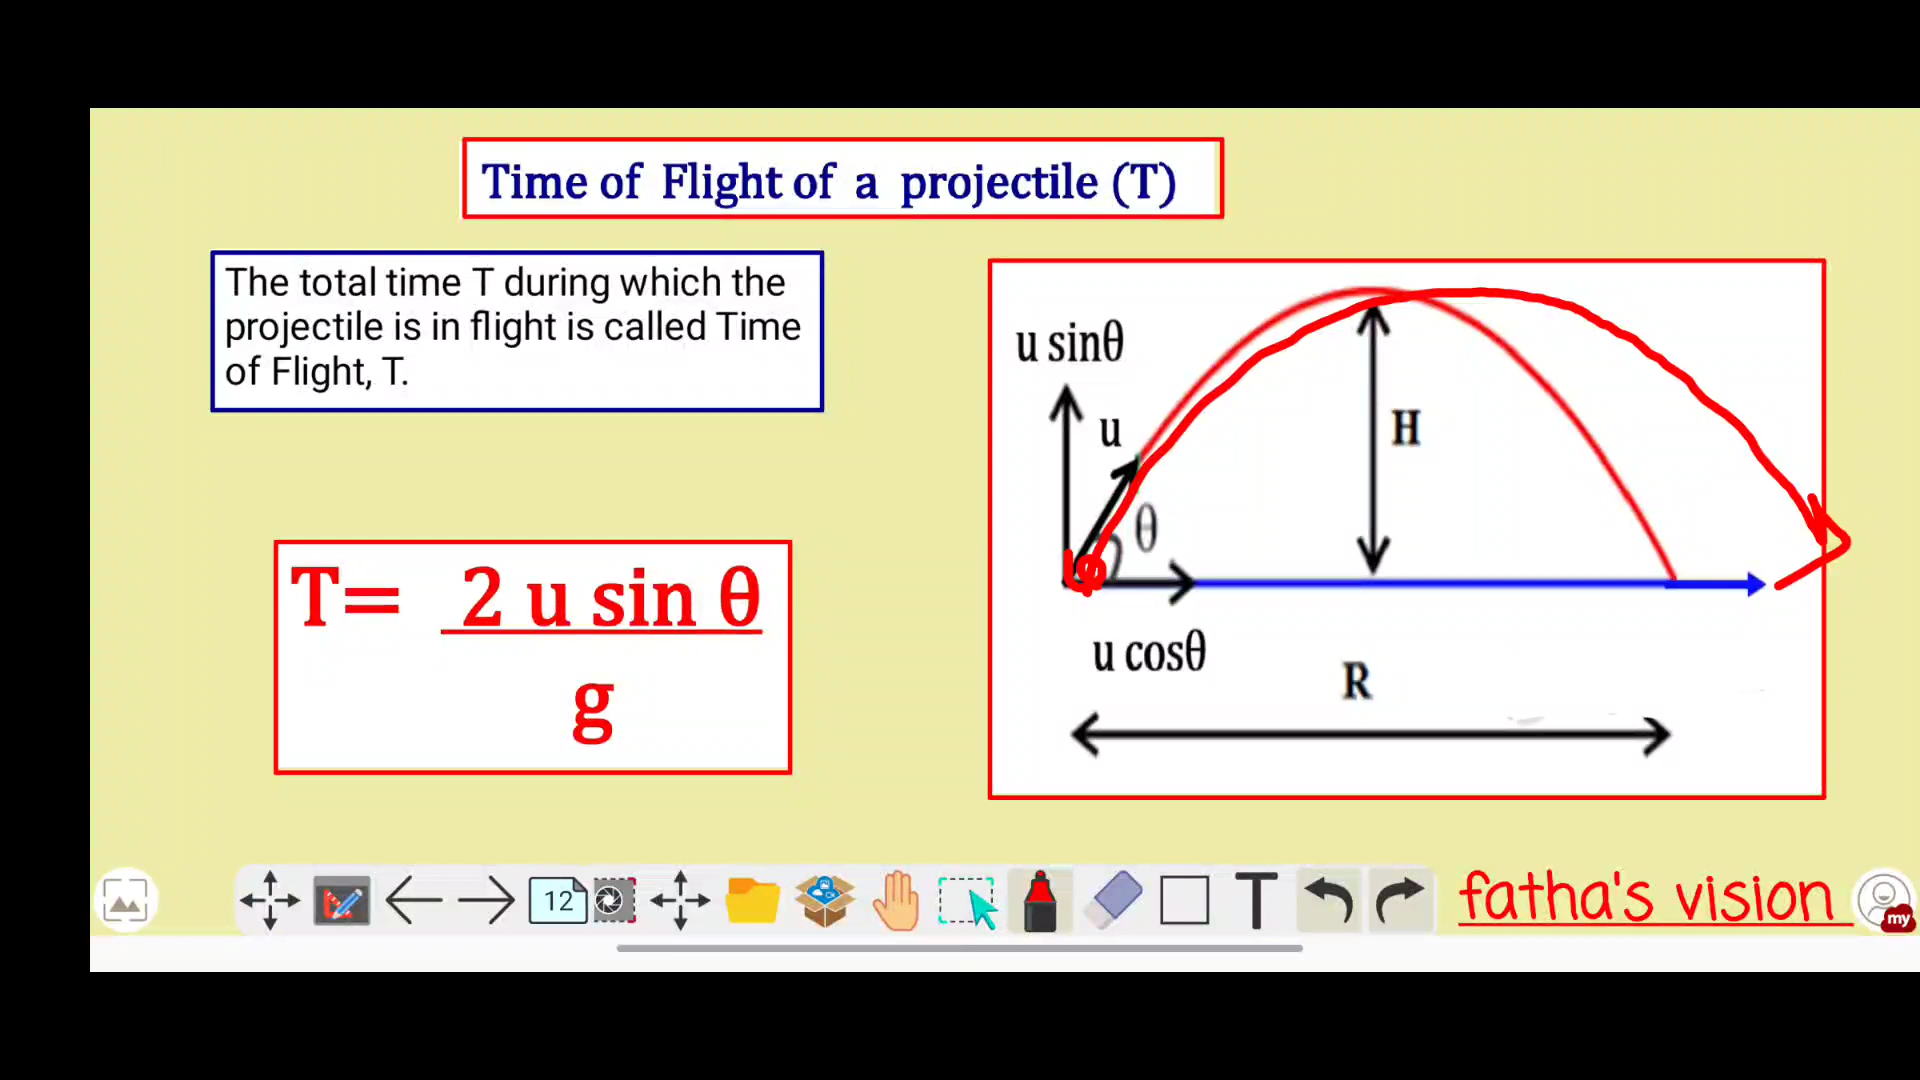 Time of Flight of a projectile (T)
The total time T during which the
projectile is in flight is called Time
of Flight, T.
u sinθ
u
H
θ
T= 2 u sin θ
g
u cosθ
R
12
fatha's vision
my